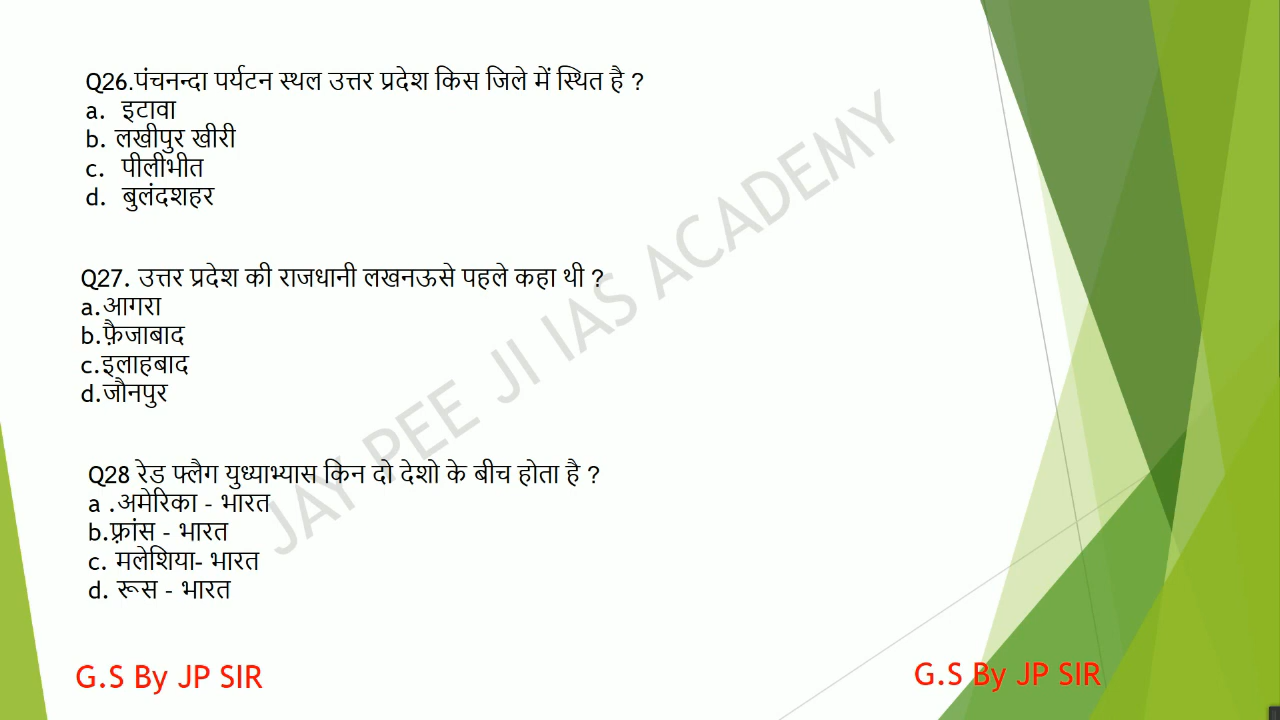 Q26.पंचनन्दा पर्यटन स्थल उत्तर प्रदेश किस जिले में स्थित है ?
a. इटावा
b. लखीपुर खीरी
c. पीलीभीत
d. बुलंदशहर
Q27. उत्तर प्रदेश की राजधानी लखनऊसे पहले कहा थी ?
a.आगरा
b.फ़ैजाबाद
c.इलाहबाद
d.जौनपुर
Q28 रेड फ्लैग युध्याभ्यास किन दो देशो के बीच होता है ?
a .अमेरिका - भारत
b.फ़्रांस - भारत
c. मलेशिया- भारत
d. रूस - भारत
JAY PEE JI IAS ACADEMY
G.S By JP SIR
G.S By JP SIR